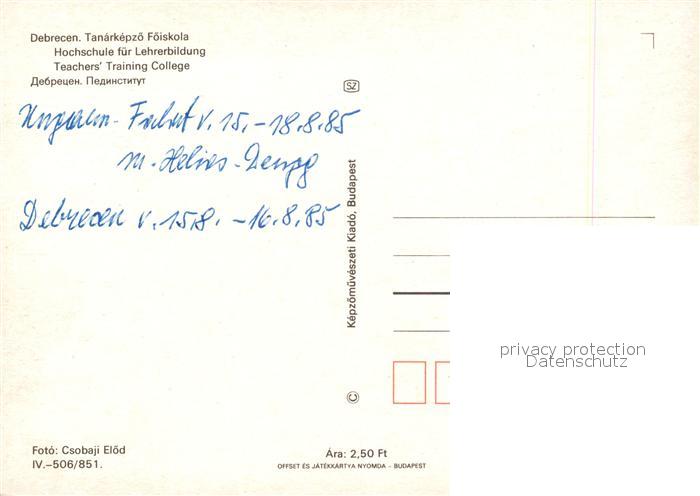 Debrecen. Tanárképző Főiskola
Hochschule für Lehrerbildung
Teachers' Training College
Дебрецен. Пединститут
SZ
Ungarn-Fahrt v. 15.-18.8.85
m.
Debrecen v. 15.8. -16.8.85
Képzőművészeti Kiadó, Budapest
©
privacy protection
Datenschutz
Fotó: Csobaji Előd
IV.–506/851.
Ára: 2,50 Ft
OFFSET ÉS JÁTÉKKÁRTYA NYOMDA – BUDAPEST